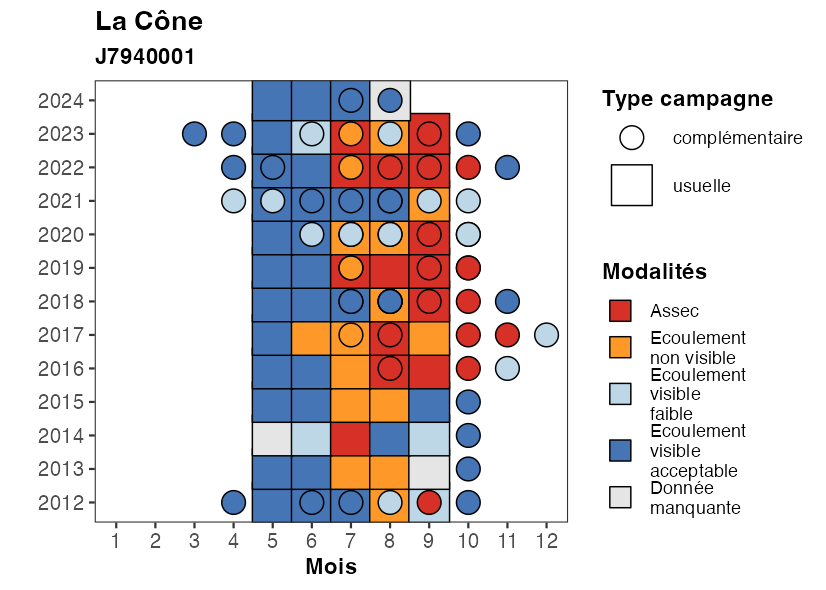 La Cône
J7940001
2024
2023
2022
2021
2020
2019
2018
2017
2016
2015
2014
2013
2012
1 2 3 4 5 6 7 8 9 10 11 12
Mois
Type campagne
complémentaire
usuelle
Modalités
Assec
Ecoulement
non visible
Ecoulement
visible
faible
Ecoulement
visible
acceptable
Donnée
manquante